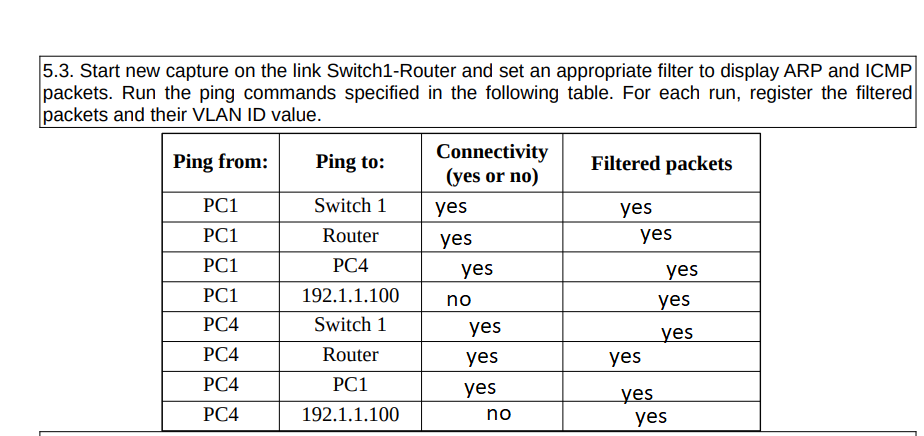 5.3. Start new capture on the link Switch1-Router and set an appropriate filter to display ARP and ICMP
packets. Run the ping commands specified in the following table. For each run, register the filtered
packets and their VLAN ID value.
Ping from: Ping to: Connectivity (yes or no) Filtered packets
PC1 Switch 1 yes yes
PC1 Router yes yes
PC1 PC4 yes yes
PC1 192.1.1.100 no yes
PC4 Switch 1 yes yes
PC4 Router yes yes
PC4 PC1 yes yes
PC4 192.1.1.100 no yes